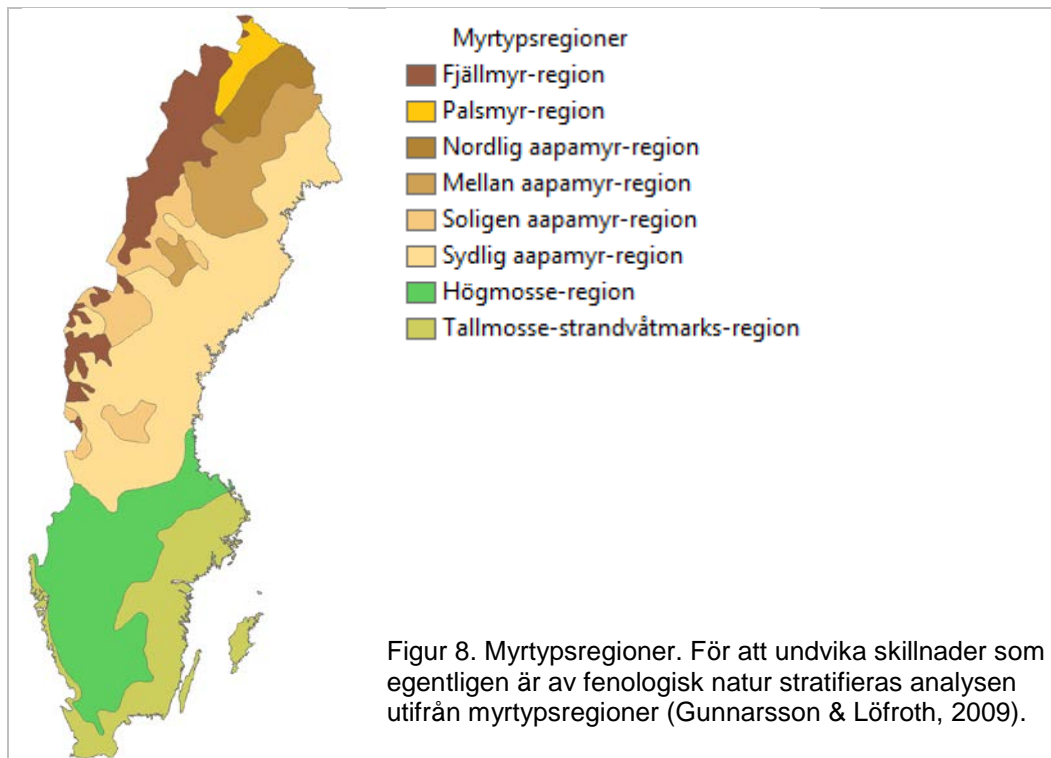 Myrtypsregioner
Fjällmyr-region
Palsmyr-region
Nordlig aapamyr-region
Mellan aapamyr-region
Soligen aapamyr-region
Sydlig aapamyr-region
Högmosse-region
Tallmosse-strandvåtmarks-region
Figur 8. Myrtypsregioner. För att undvika skillnader som
egentligen är av fenologisk natur stratifieras analysen
utifrån myrtypsregioner (Gunnarsson & Löfroth, 2009).